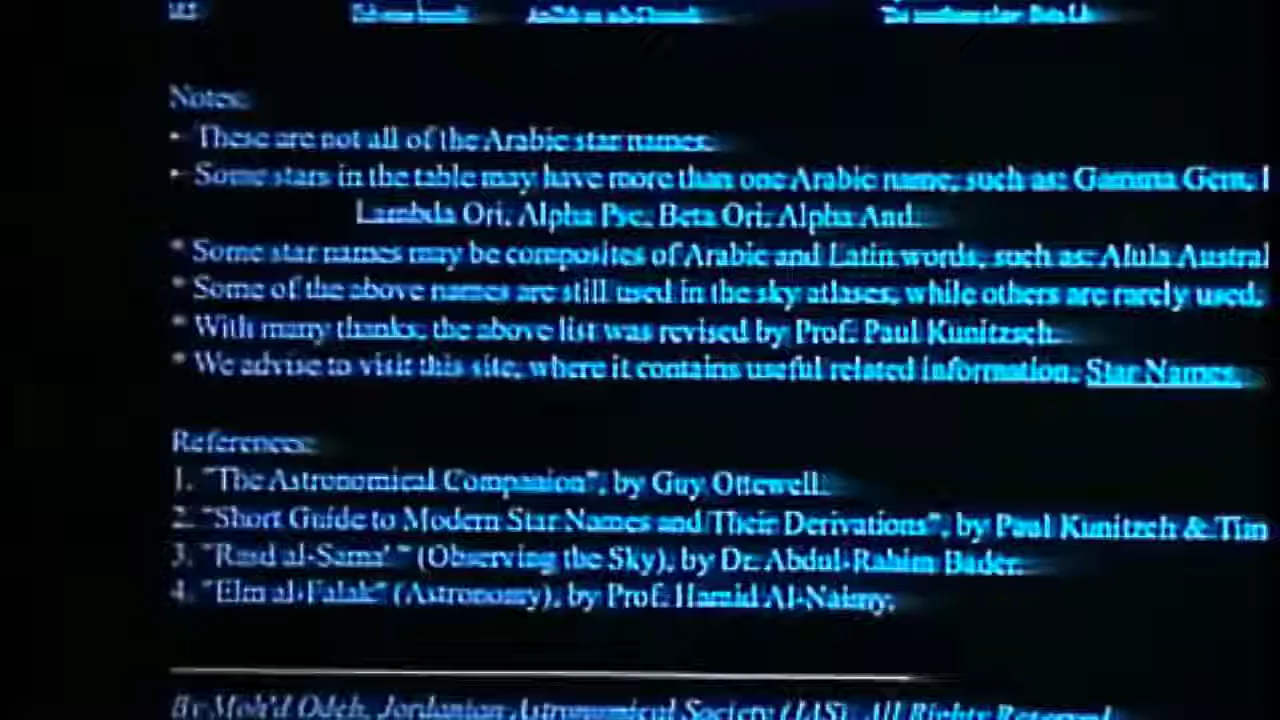 Notes:
• These are not all of the Arabic star names.
• Some stars in the table may have more than one Arabic name, such as: Gamma Gem,
Lambda Ori, Alpha Psc, Beta Ori, Alpha And.
* Some star names may be composites of Arabic and Latin words, such as: Alula Austral
* Some of the above names are still used in the sky atlases, while others are rarely used.
* With many thanks, the above list was revised by Prof. Paul Kunitzsch.
* We advise to visit this site, where it contains useful related information. Star Names.
References:
1. "The Astronomical Companion", by Guy Ottewell.
2. "Short Guide to Modern Star Names and Their Derivations", by Paul Kunitzch & Tim
3. "Rasd al-Sama' " (Observing the Sky), by Dr. Abdul-Rahim Bader.
4. "Elm al-Falak" (Astronomy), by Prof. Hamid Al-Naimy.
By Moh'd Odeh, Jordanian Astronomical Society (JAS). All Rights Reserved